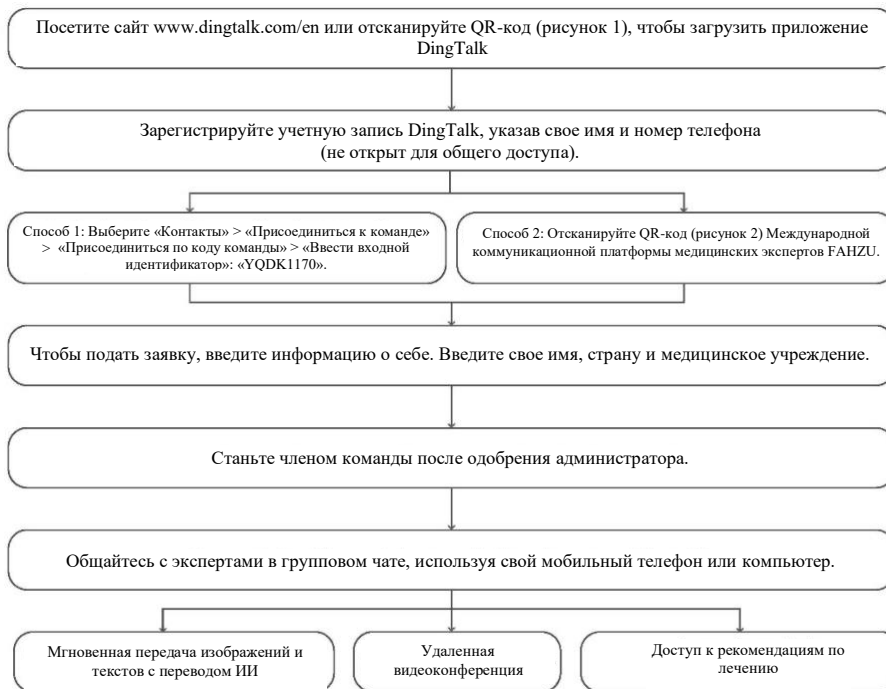 Посетите сайт www.dingtalk.com/en или отсканируйте QR-код (рисунок 1), чтобы загрузить приложение
DingTalk
Зарегистрируйте учетную запись DingTalk, указав свое имя и номер телефона
(не открыт для общего доступа).
Способ 1: Выберите «Контакты» > «Присоединиться к команде»
> «Присоединиться по коду команды» > «Ввести входной
идентификатор»: «YQDK1170».
Способ 2: Отсканируйте QR-код (рисунок 2) Международной
коммуникационной платформы медицинских экспертов FAHZU.
Чтобы подать заявку, введите информацию о себе. Введите свое имя, страну и медицинское учреждение.
Станьте членом команды после одобрения администратора.
Общайтесь с экспертами в групповом чате, используя свой мобильный телефон или компьютер.
Мгновенная передача изображений и
текстов с переводом ИИ
Удаленная
видеоконференция
Доступ к рекомендациям по
лечению